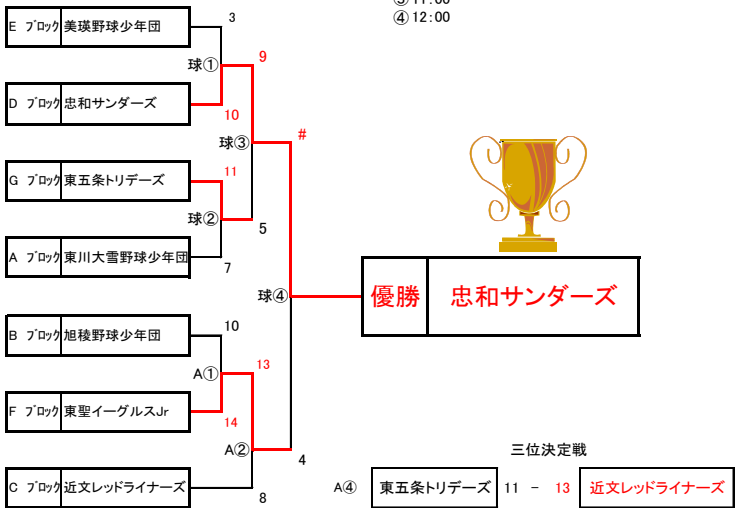 ③ 11:00
④ 12:00
E ブロック 美瑛野球少年団 3
球① 9
D ブロック 忠和サンダーズ 10
球③ #
G ブロック 東五条トリデーズ 11
球② 5
A ブロック 東川大雪野球少年団 7
球④ 優勝 忠和サンダーズ
B ブロック 旭稜野球少年団 10
A① 13
F ブロック 東聖イーグルスJr 14
A② 4
三位決定戦
C ブロック 近文レッドライナーズ 8
A④ 東五条トリデーズ 11 － 13 近文レッドライナーズ